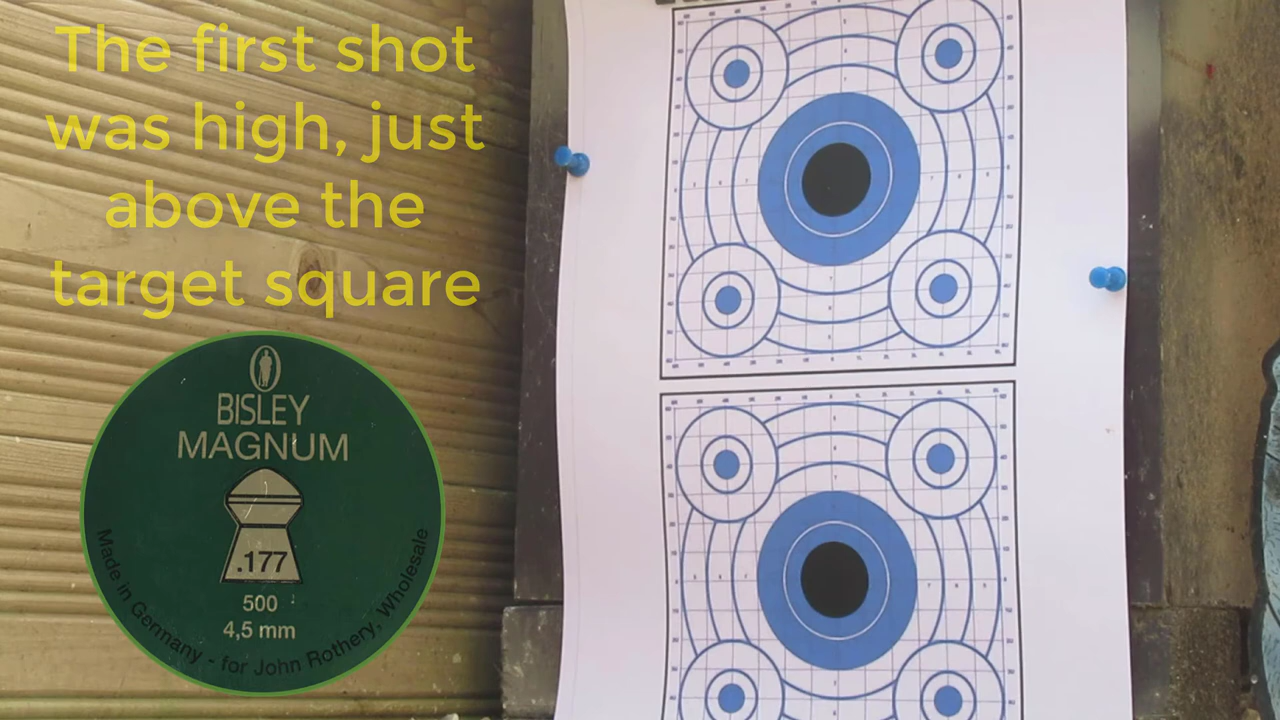 The first shot
was high, just
above the
target square
BISLEY
MAGNUM
.177
500
4,5 mm
Made in Germany - for John Rothery, Wholesale